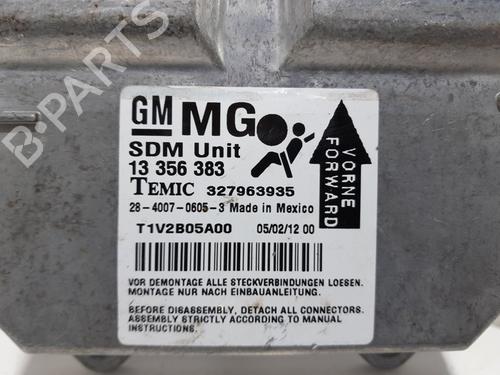 B-PARTS
GM MG
SDM Unit
13 356 383
TEMIC 327963935
28-4007-0605-3 Made in Mexico
T1V2B05A00 05/02/12 00
VORNE
FORWARD
VOR DEMONTAGE ALLE STECKVERBINDUNGEN LOESEN.
MONTAGE NUR NACH EINBAUANLEITUNG.
BEFORE DISASSEMBLY, DETACH ALL CONNECTORS.
ASSEMBLY STRICTLY ACCORDING TO MANUAL
INSTRUCTIONS.